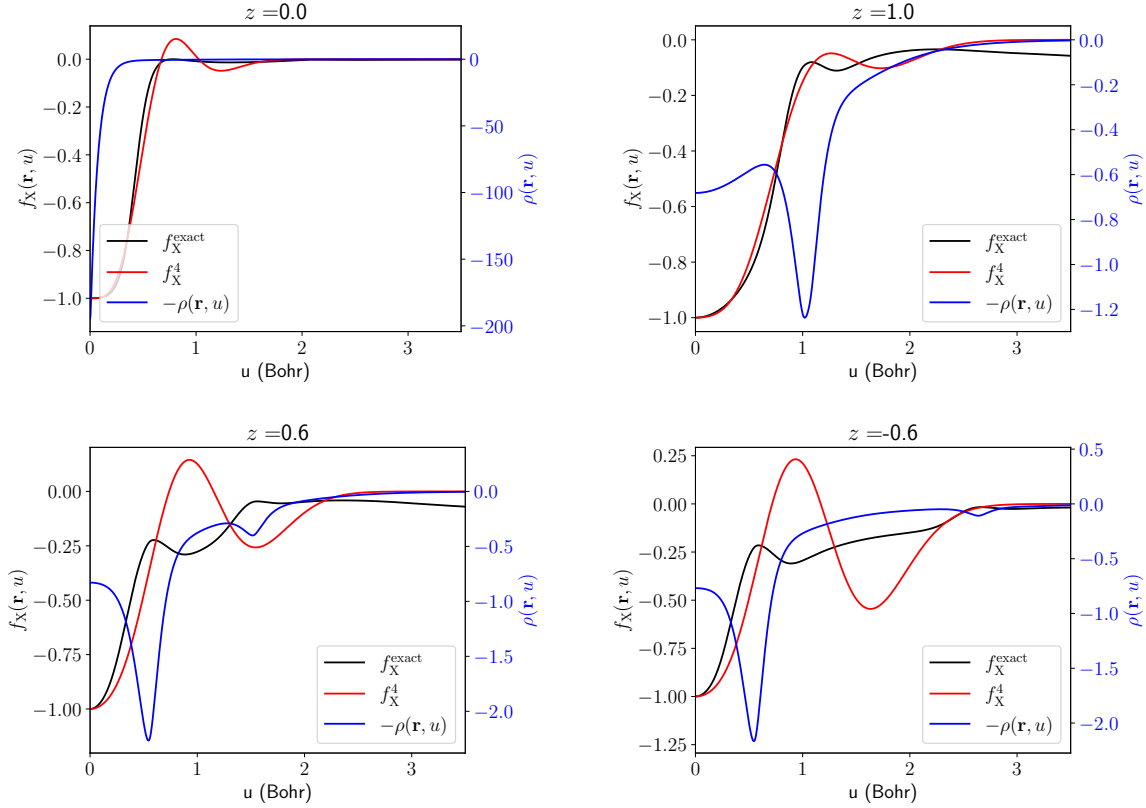 z =0.0
0.0
−0.2
−0.4
−0.6
−0.8
−1.0
f_X(r, u)
0
−50
−100
−150
−200
ρ(r, u)
f_X^exact
f_X^4
−ρ(r, u)
0
1
2
3
u (Bohr)
z =1.0
0.0
−0.2
−0.4
−0.6
−0.8
−1.0
f_X(r, u)
0.0
−0.2
−0.4
−0.6
−0.8
−1.0
−1.2
ρ(r, u)
f_X^exact
f_X^4
−ρ(r, u)
0
1
2
3
u (Bohr)
z =0.6
0.00
−0.25
−0.50
−0.75
−1.00
f_X(r, u)
0.0
−0.5
−1.0
−1.5
−2.0
ρ(r, u)
f_X^exact
f_X^4
−ρ(r, u)
0
1
2
3
u (Bohr)
z =-0.6
0.25
0.00
−0.25
−0.50
−0.75
−1.00
−1.25
f_X(r, u)
0.5
0.0
−0.5
−1.0
−1.5
−2.0
ρ(r, u)
f_X^exact
f_X^4
−ρ(r, u)
0
1
2
3
u (Bohr)